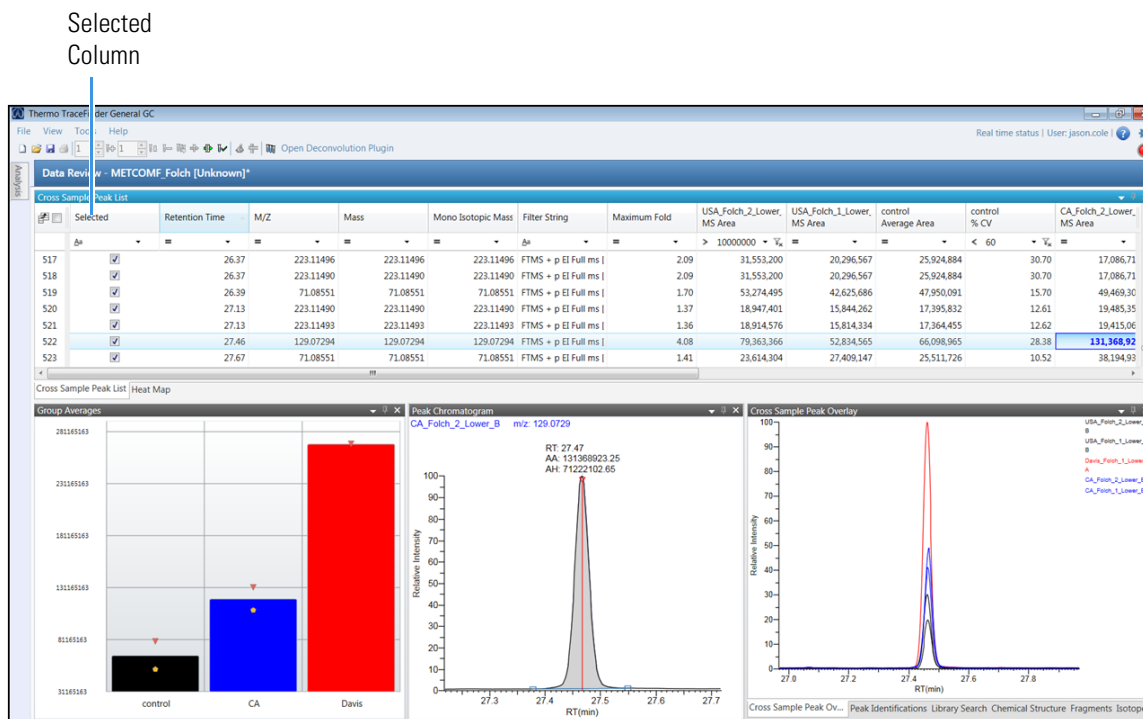 Selected
Column
Thermo TraceFinder General GC
File View Tools Help
Real time status | User: jason.cole
1 1 Open Deconvolution Plugin
Analysis
Data Review - METCOMF_Folch [Unknown]*
Cross Sample Peak List
Selected Retention Time M/Z Mass Mono Isotopic Mass Filter String Maximum Fold USA_Folch_2_Lower_ MS Area USA_Folch_1_Lower_ MS Area control Average Area control % CV CA_Folch_2_Lower_ MS Area
Aa = = = = Aa = > 10000000 = = < 60 =
517 26.37 223.11496 223.11496 223.11496 FTMS + p EI Full ms [ 2.09 31,553,200 20,296,567 25,924,884 30.70 17,086,71
518 26.37 223.11490 223.11490 223.11490 FTMS + p EI Full ms [ 2.09 31,553,200 20,296,567 25,924,884 30.70 17,086,71
519 26.39 71.08551 71.08551 71.08551 FTMS + p EI Full ms [ 1.70 53,274,495 42,625,686 47,950,091 15.70 49,469,30
520 27.13 223.11490 223.11490 223.11490 FTMS + p EI Full ms [ 1.37 18,947,401 15,844,262 17,395,832 12.61 19,485,35
521 27.13 223.11493 223.11493 223.11493 FTMS + p EI Full ms [ 1.36 18,914,576 15,814,334 17,364,455 12.62 19,415,06
522 27.46 129.07294 129.07294 129.07294 FTMS + p EI Full ms [ 4.08 79,363,366 52,834,565 66,098,965 28.38 131,368,92
523 27.67 71.08551 71.08551 71.08551 FTMS + p EI Full ms [ 1.41 23,614,304 27,409,147 25,511,726 10.52 38,194,93
Cross Sample Peak List Heat Map
Group Averages
281165163
231165163
181165163
131165163
81165163
31165163
control CA Davis
Peak Chromatogram
CA_Folch_2_Lower_B m/z: 129.0729
RT: 27.47
AA: 131368923.25
AH: 71222102.65
Relative Intensity
100
90
80
70
60
50
40
30
20
10
0
27.3 27.4 27.5 27.6 27.7
RT(min)
Cross Sample Peak Overlay
USA_Folch_2_Lower_
B
USA_Folch_1_Lower_
B
Davis_Folch_1_Lower
A
CA_Folch_2_Lower_B
CA_Folch_1_Lower_B
Relative Intensity
100
90
80
70
60
50
40
30
20
10
0
27.0 27.2 27.4 27.6 27.8
RT(min)
Cross Sample Peak Ov... Peak Identifications Library Search Chemical Structure Fragments Isotop